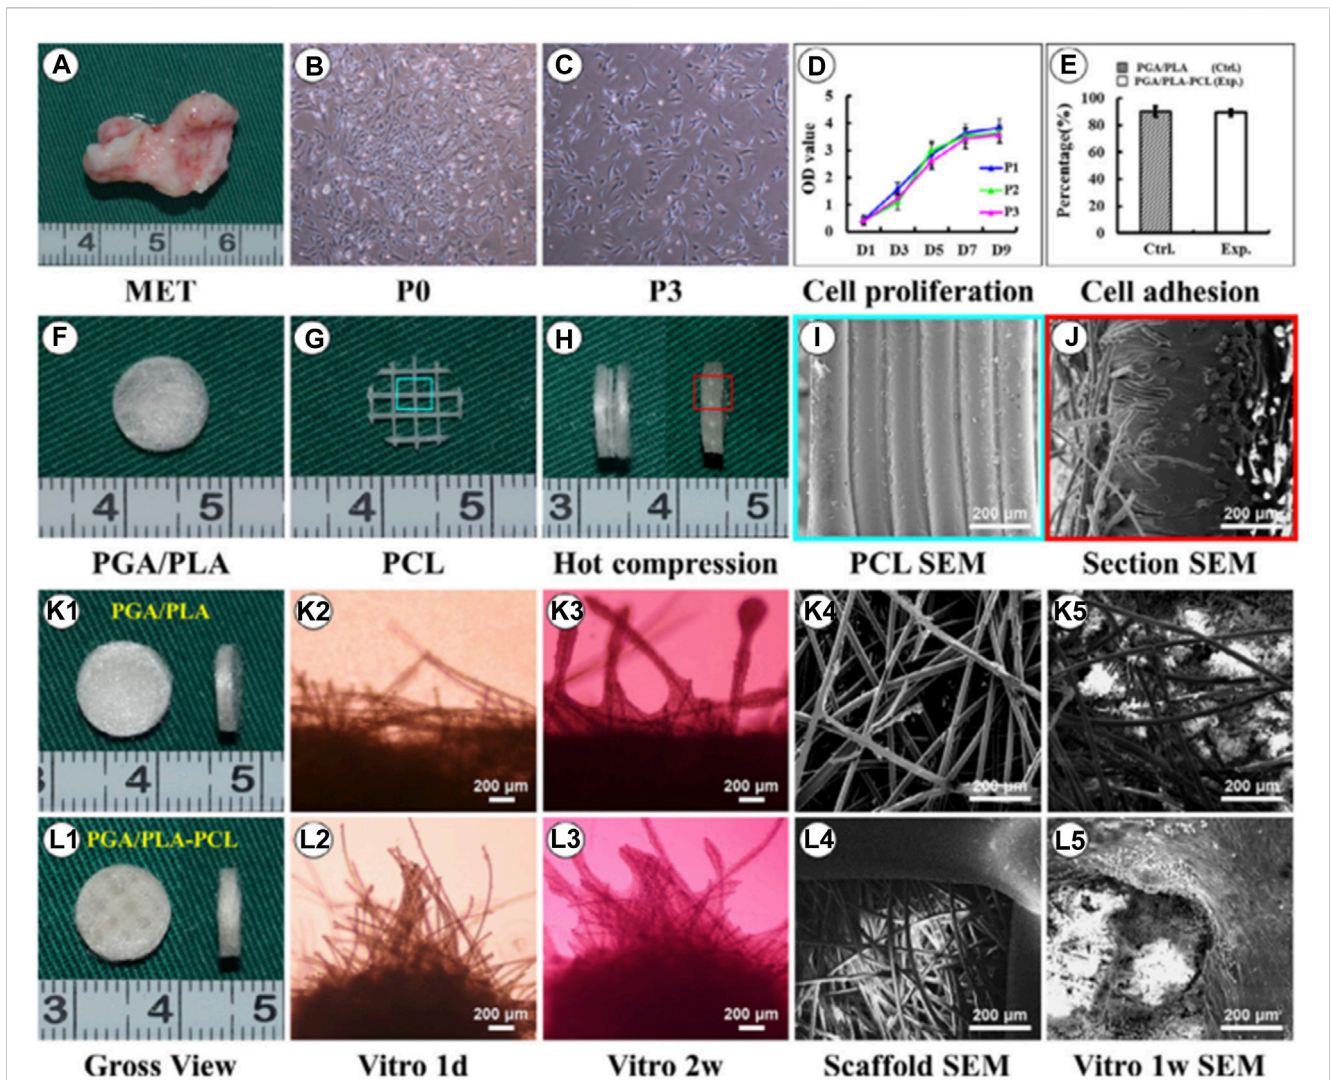 A
B
C
D
E
4 5 6
5
4
3
2
1
0
OD value
P1
P2
P3
D1 D3 D5 D7 D9
PGA/PLA (Ctrl.)
PGA/PLA-PCL(Exp.)
100
80
60
40
20
0
Percentage(%)
Ctrl. Exp.
MET
P0
P3
Cell proliferation
Cell adhesion
F
G
H
I
J
4 5
4 5
3 4 5
200 µm
200 µm
PGA/PLA
PCL
Hot compression
PCL SEM
Section SEM
K1
PGA/PLA
K2
K3
K4
K5
3 4 5
200 µm
200 µm
200 µm
200 µm
L1
PGA/PLA-PCL
L2
L3
L4
L5
3 4 5
200 µm
200 µm
200 µm
200 µm
Gross View
Vitro 1d
Vitro 2w
Scaffold SEM
Vitro 1w SEM